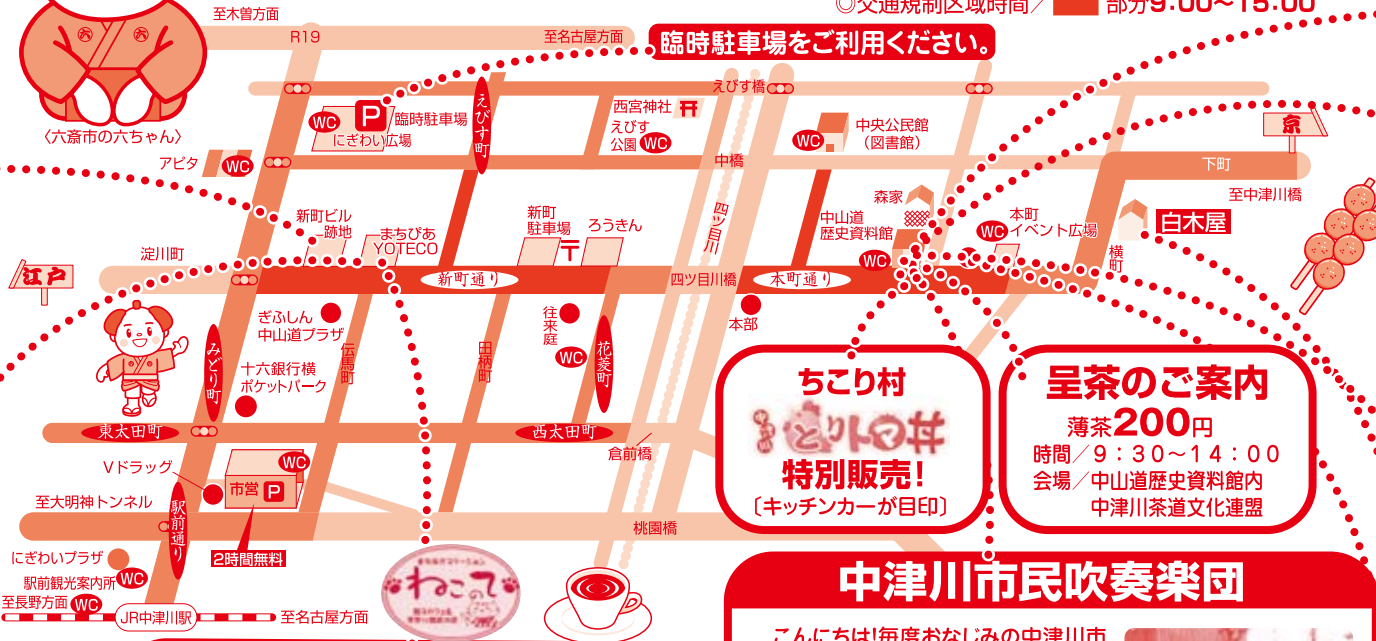 ◎交通規制区域時間／ 部分9:00〜15:00
至木曽方面
R19
至名古屋方面
臨時駐車場をご利用ください。
〈六斎市の六ちゃん〉
えびす橋
WC
P
臨時駐車場
にぎわい広場
えびす町
西宮神社
えびす
公園
WC
WC
中央公民館
（図書館）
京
アピタ
WC
中橋
下町
至中津川橋
新町ビル
跡地
まちぴあ
YOTECO
新町
駐車場
〒
ろうきん
四ツ目川
森家
中山道
歴史資料館
WC
WC
本町
イベント広場
白木屋
横町
淀川町
江戸
新町通り
四ツ目川橋
本町通り
ぎふしん
中山道プラザ
往来庭
WC
本部
みどり町
十六銀行横
ポケットパーク
伝馬町
田柄町
花菱町
東太田町
西太田町
倉前橋
Vドラッグ
WC
市営
P
至大明神トンネル
駅前通り
桃園橋
2時間無料
にぎわいプラザ
駅前観光案内所
WC
至長野方面
WC
JR中津川駅
至名古屋方面
ねこのて
ちこり村
とりトマ丼
特別販売！
〔キッチンカーが目印〕
呈茶のご案内
薄茶200円
時間／9：30〜14：00
会場／中山道歴史資料館内
中津川茶道文化連盟
中津川市民吹奏楽団
こんにちは！毎度おなじみの中津川市